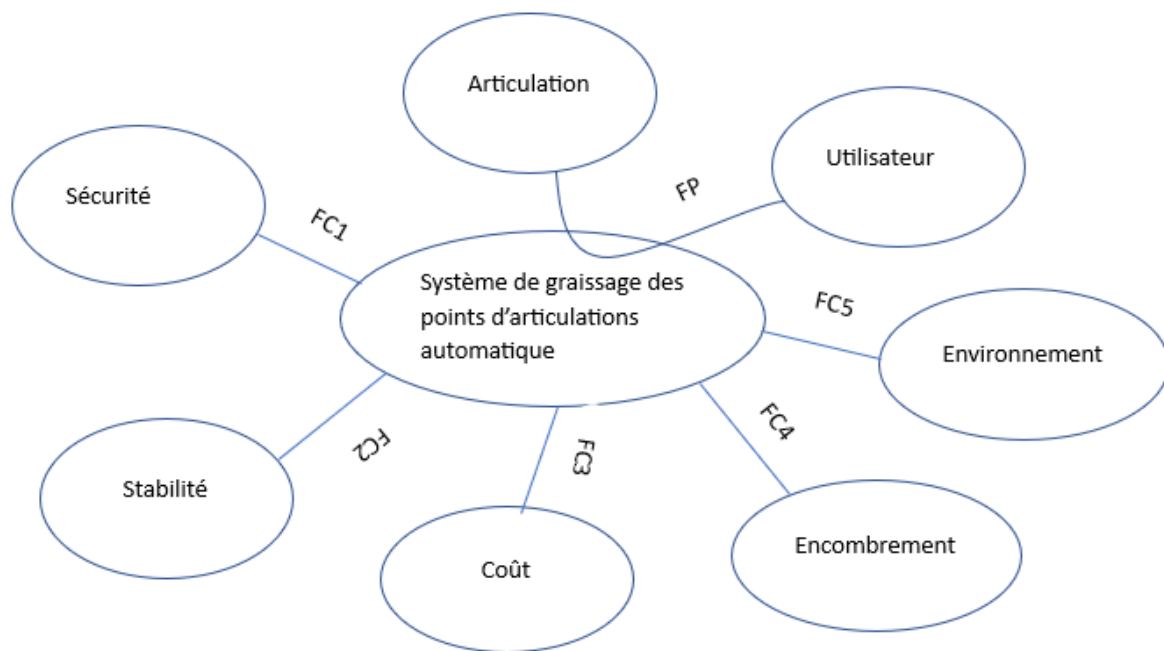 Articulation
Utilisateur
Sécurité
FP
FC1
Système de graissage des
points d’articulations
automatique
FC5
Environnement
FC2
FC3
FC4
Stabilité
Coût
Encombrement